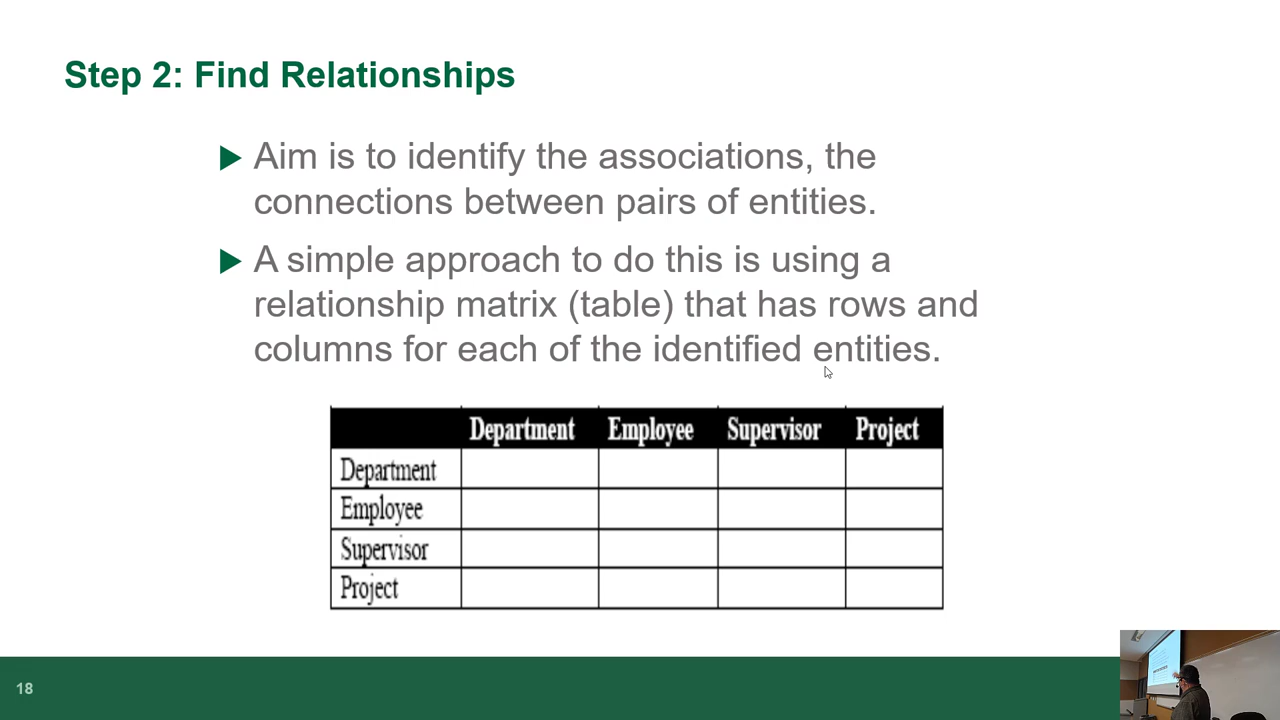 Step 2: Find Relationships
Aim is to identify the associations, the
connections between pairs of entities.
A simple approach to do this is using a
relationship matrix (table) that has rows and
columns for each of the identified entities.
Department Employee Supervisor Project
Department
Employee
Supervisor
Project
18